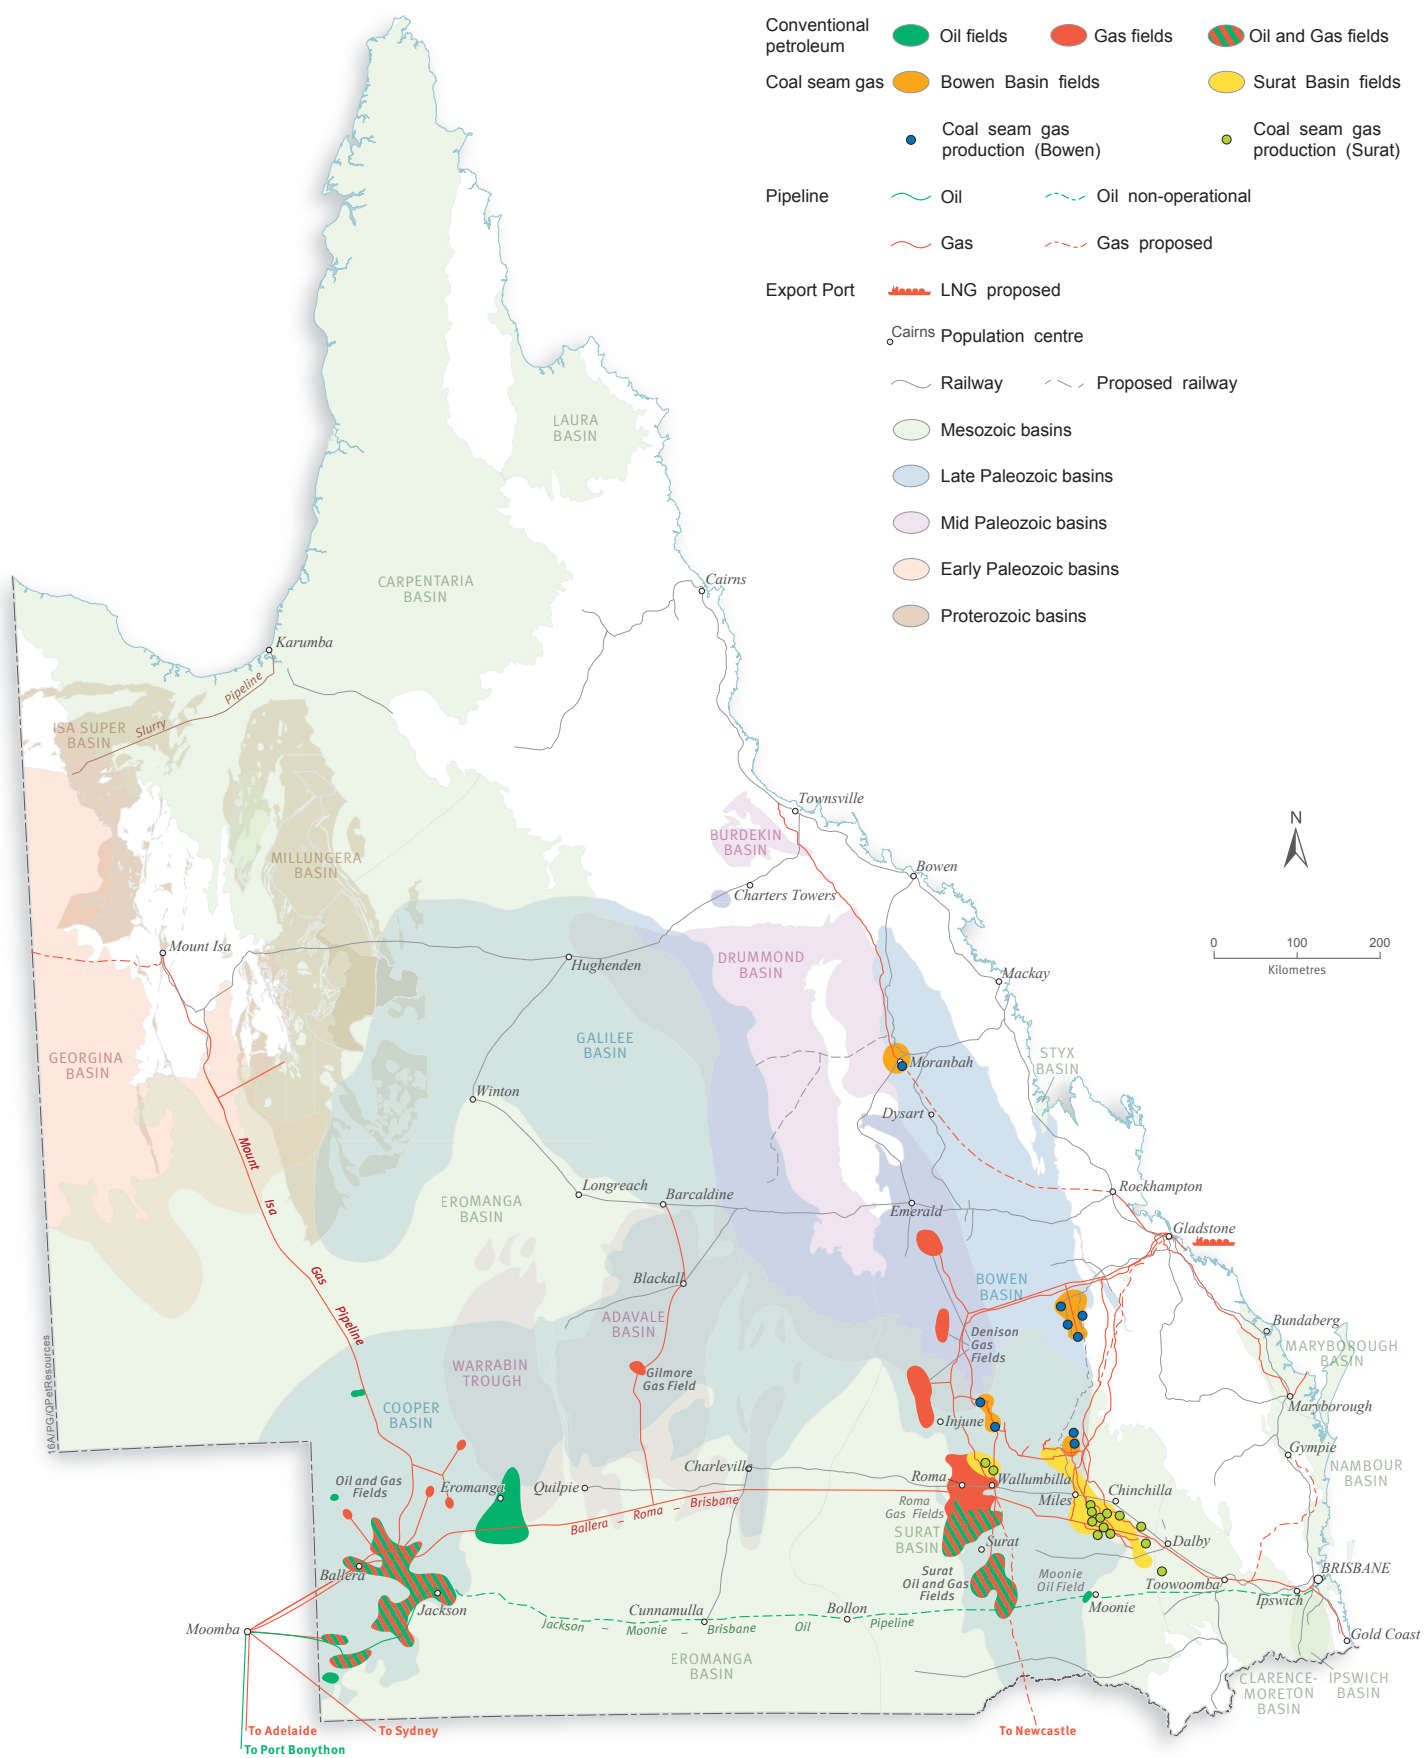 Conventional
petroleum
Oil fields
Gas fields
Oil and Gas fields
Coal seam gas
Bowen Basin fields
Surat Basin fields
Coal seam gas
production (Bowen)
Coal seam gas
production (Surat)
Pipeline
Oil
Oil non-operational
Gas
Gas proposed
Export Port
LNG proposed
Cairns
Population centre
Railway
Proposed railway
Mesozoic basins
Late Paleozoic basins
Mid Paleozoic basins
Early Paleozoic basins
Proterozoic basins
LAURA
BASIN
CARPENTARIA
BASIN
Cairns
Karumba
Slurry Pipeline
ISA SUPER
BASIN
Townsville
BURDEKIN
BASIN
MILLUNGERA
BASIN
Bowen
Charters Towers
N
0 100 200
Kilometres
Mount Isa
Hughenden
DRUMMOND
BASIN
Mackay
GALILEE
BASIN
GEORGINA
BASIN
STYX
BASIN
Moranbah
Winton
Dysart
Mount Isa Gas Pipeline
Longreach
Barcaldine
EROMANGA
BASIN
Emerald
Rockhampton
Gladstone
Blackall
BOWEN
BASIN
ADAVALE
BASIN
Denison
Gas
Fields
Bundaberg
MARYBOROUGH
BASIN
WARRABIN
TROUGH
Gilmore
Gas Field
Maryborough
COOPER
BASIN
Injune
16A/PG/QPetResources
Gympie
NAMBOUR
BASIN
Oil and Gas
Fields
Eromanga
Quilpie
Charleville
Roma
Wallumbilla
Miles
Chinchilla
Roma
Gas Fields
Ballera – Roma – Brisbane
SURAT
BASIN
Surat
Dalby
Ballera
Surat
Oil and Gas
Fields
Moonie
Oil Field
Toowoomba
BRISBANE
Ipswich
Moonie
Jackson
Cunnamulla
Bollon
Jackson – Moonie – Brisbane Oil Pipeline
Moomba
Gold Coast
EROMANGA
BASIN
CLARENCE-
MORETON
BASIN
IPSWICH
BASIN
To Adelaide
To Sydney
To Newcastle
To Port Bonython